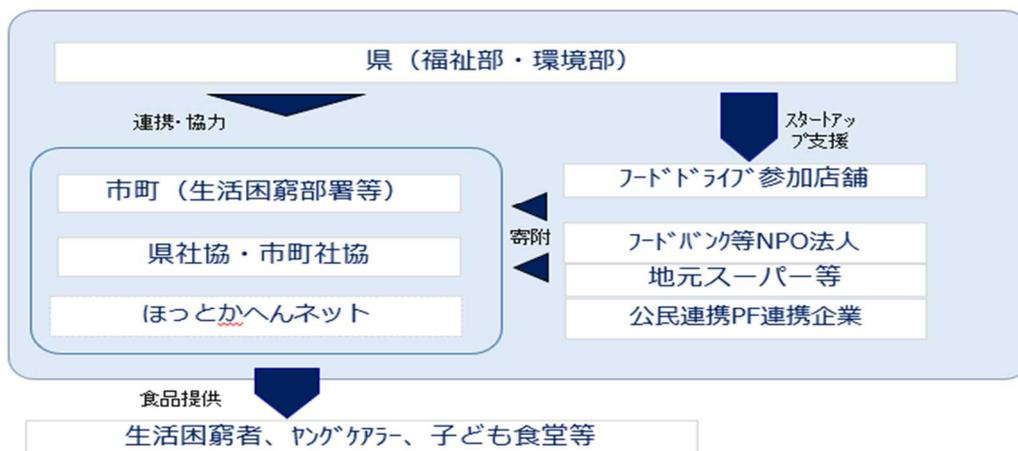 県（福祉部・環境部）
連携・協力
ｽﾀｰﾄｱｯ
ﾌﾟ支援
市町（生活困窮部署等）
県社協・市町社協
ほっとかへんネット
寄附
ﾌｰﾄﾞﾄﾞﾗｲﾌﾞ参加店舗
ﾌｰﾄﾞﾊﾞﾝｸ等NPO法人
地元スーパー等
公民連携PF連携企業
食品提供
生活困窮者、ﾔﾝｸﾞｹｱﾗｰ、子ども食堂等